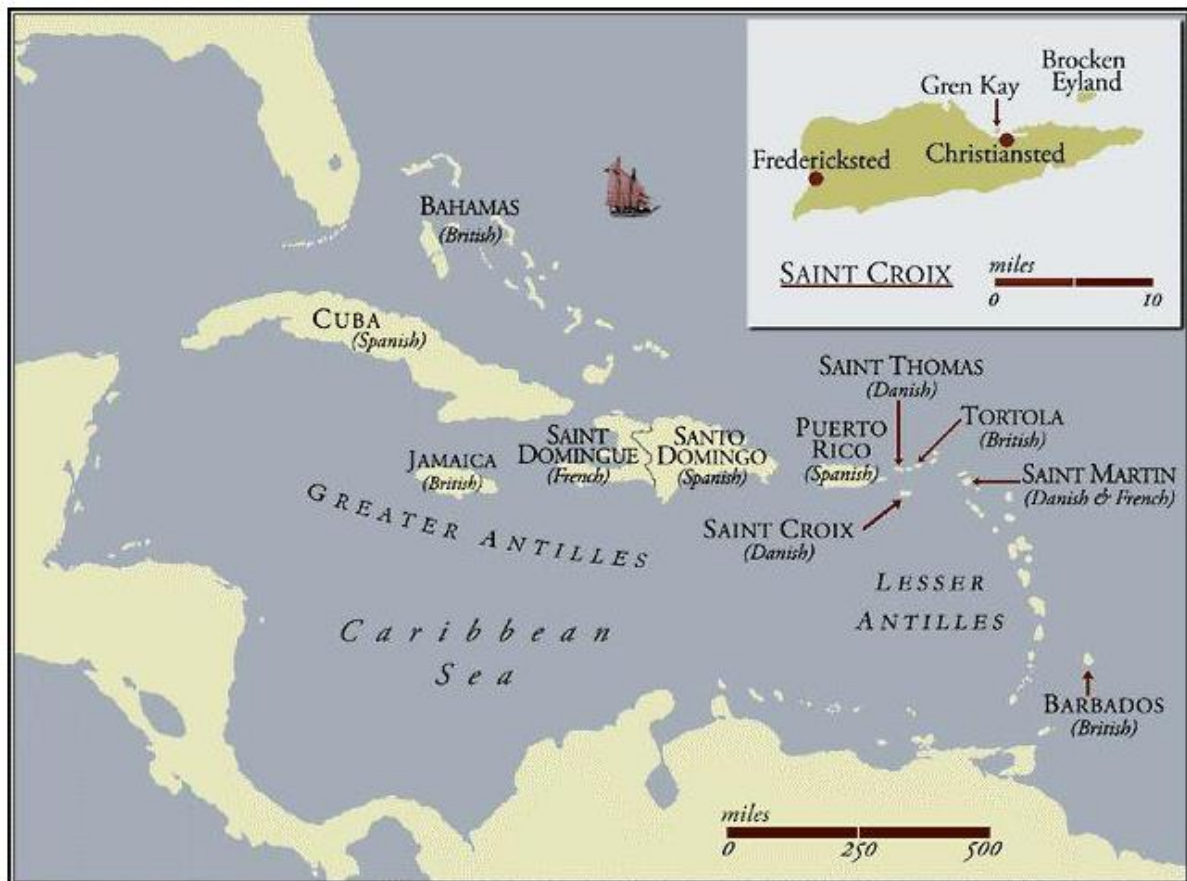 Brocken
Eyland
Gren Kay
Fredericksted
Christiansted
SAINT CROIX
miles
0 10
BAHAMAS
(British)
CUBA
(Spanish)
SAINT THOMAS
(Danish)
TORTOLA
(British)
PUERTO
RICO
(Spanish)
SAINT
DOMINGUE
(French)
SANTO
DOMINGO
(Spanish)
JAMAICA
(British)
SAINT MARTIN
(Danish & French)
SAINT CROIX
(Danish)
GREATER ANTILLES
LESSER
ANTILLES
Caribbean
Sea
BARBADOS
(British)
miles
0 250 500